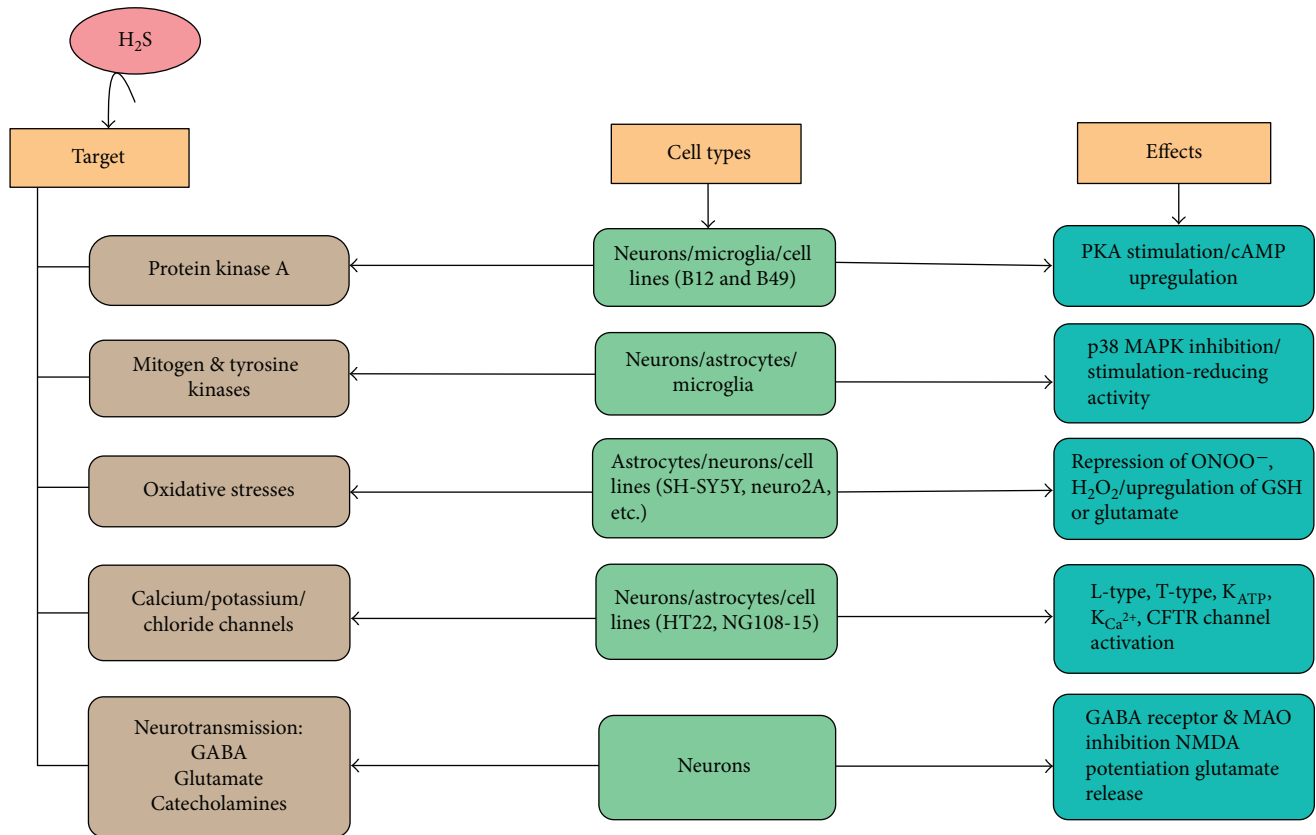 H₂S
Target
Cell types
Effects
Protein kinase A
Neurons/microglia/cell
lines (B12 and B49)
PKA stimulation/cAMP
upregulation
Mitogen & tyrosine
kinases
Neurons/astrocytes/
microglia
p38 MAPK inhibition/
stimulation-reducing
activity
Oxidative stresses
Astrocytes/neurons/cell
lines (SH-SY5Y, neuro2A,
etc.)
Repression of ONOO⁻,
H₂O₂/upregulation of GSH
or glutamate
Calcium/potassium/
chloride channels
Neurons/astrocytes/cell
lines (HT22, NG108-15)
L-type, T-type, K_ATP,
K_Ca²⁺, CFTR channel
activation
Neurotransmission:
GABA
Glutamate
Catecholamines
Neurons
GABA receptor & MAO
inhibition NMDA
potentiation glutamate
release